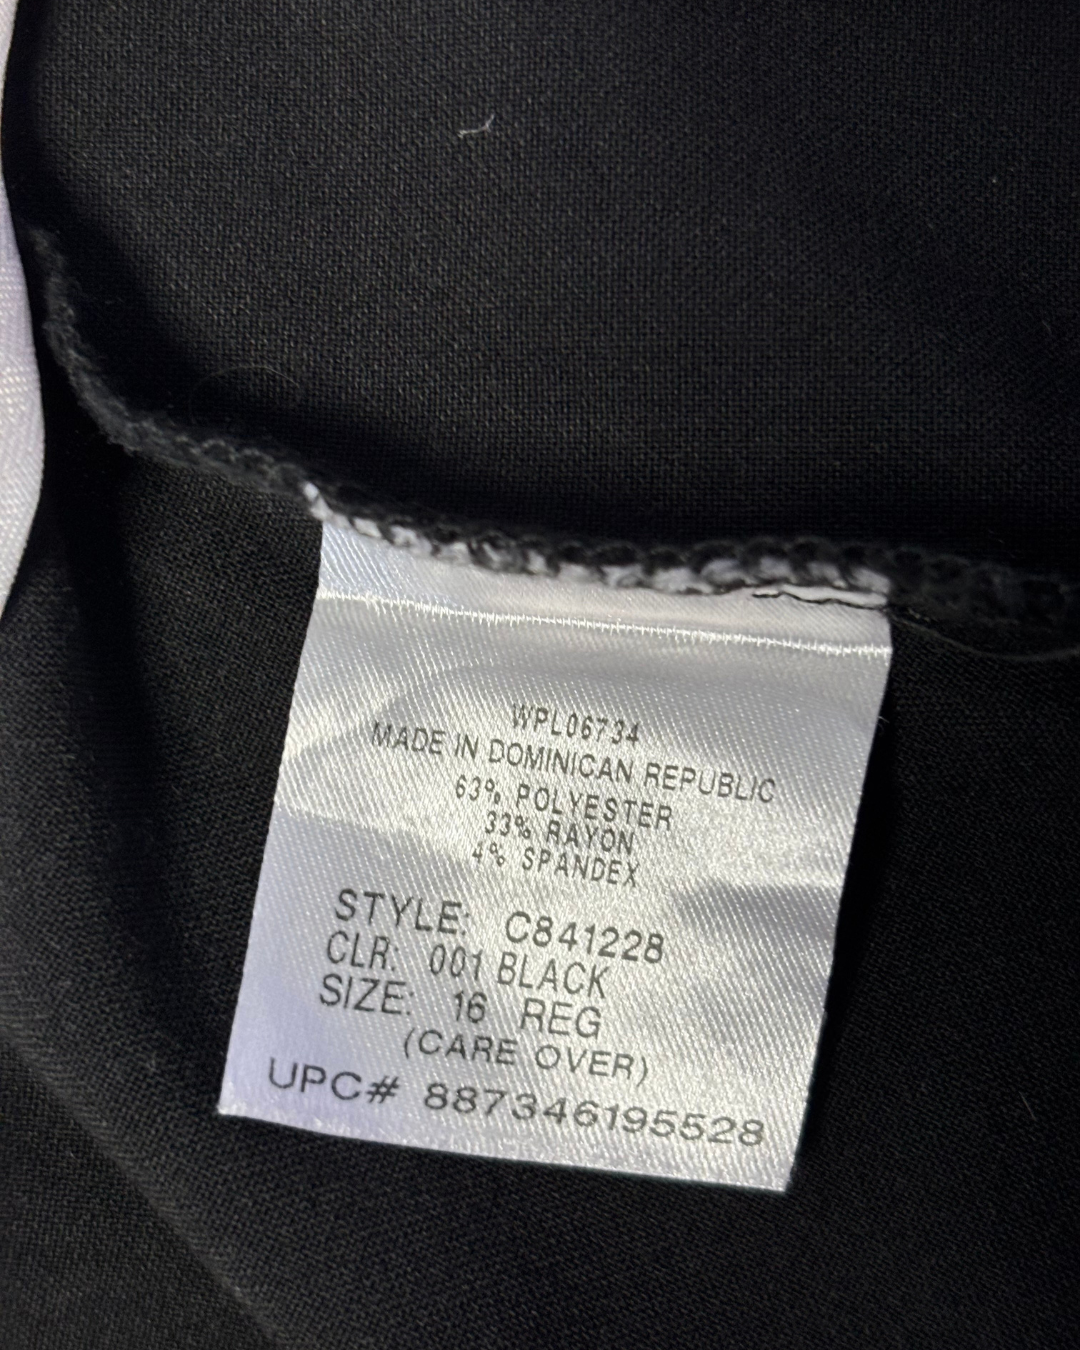 WPL06734
MADE IN DOMINICAN REPUBLIC
63% POLYESTER
33% RAYON
4% SPANDEX
STYLE: C841228
CLR: 001 BLACK
SIZE: 16 REG
(CARE OVER)
UPC# 887346195528